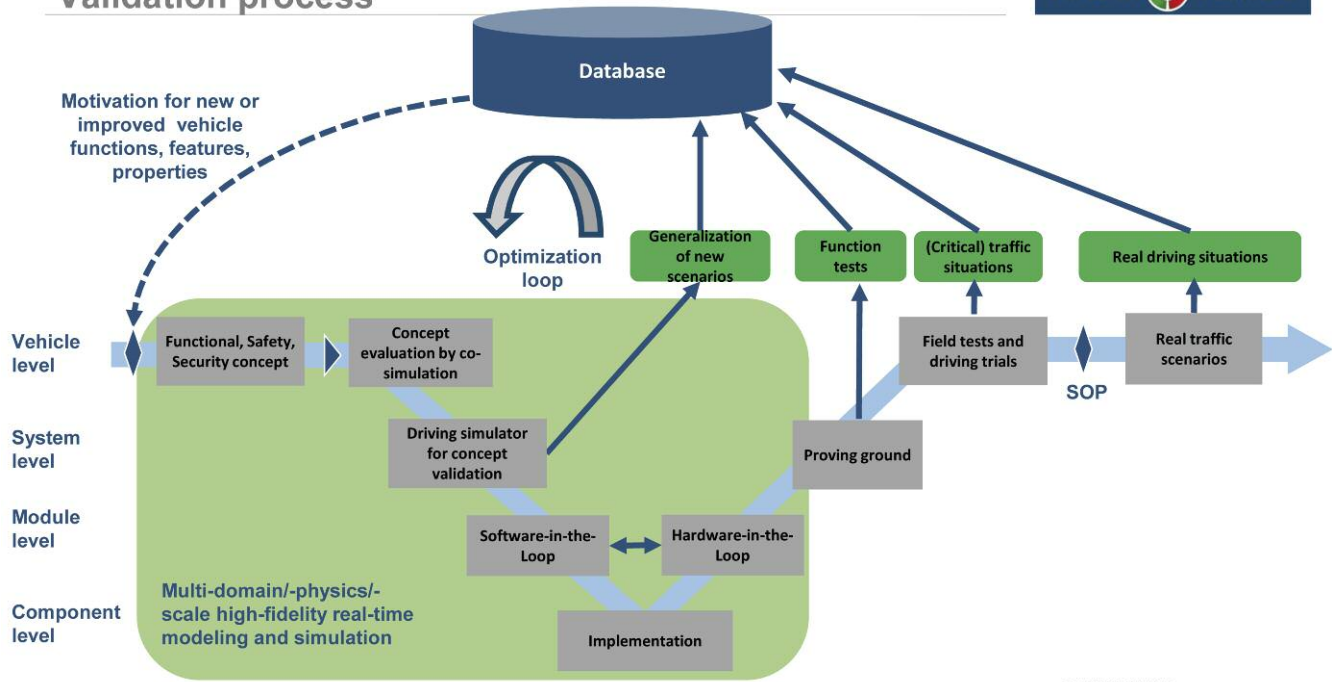 Validation process
Database
Motivation for new or
improved vehicle
functions, features,
properties
Optimization
loop
Generalization
of new
scenarios
Function
tests
(Critical) traffic
situations
Real driving situations
Vehicle
level
Functional, Safety,
Security concept
Concept
evaluation by co-
simulation
Field tests and
driving trials
SOP
Real traffic
scenarios
System
level
Driving simulator
for concept
validation
Proving ground
Module
level
Software-in-the-
Loop
Hardware-in-the-
Loop
Multi-domain/-physics/-
scale high-fidelity real-time
modeling and simulation
Component
level
Implementation